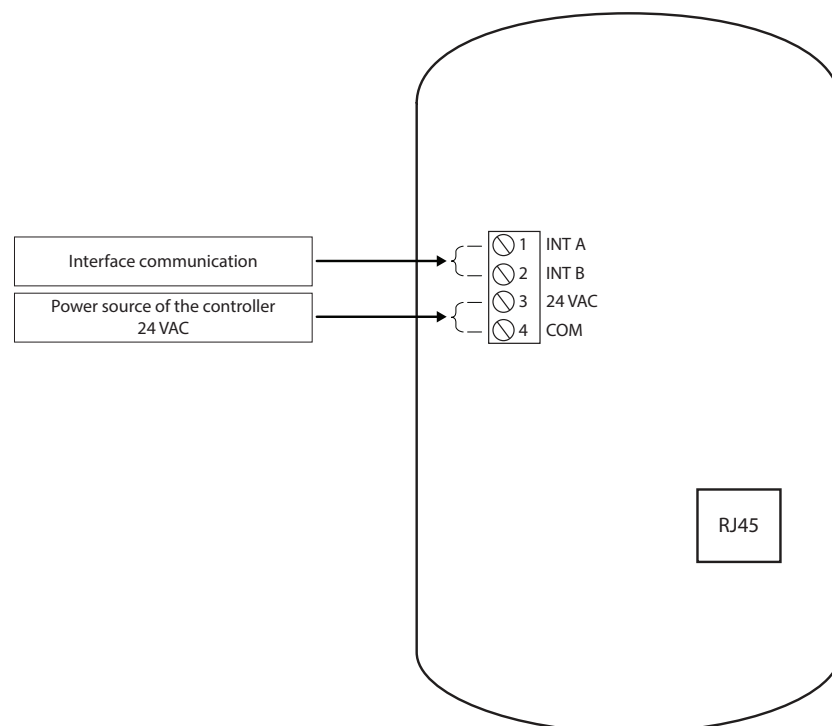 Interface communication
Power source of the controller
24 VAC
1 INT A
2 INT B
3 24 VAC
4 COM
RJ45